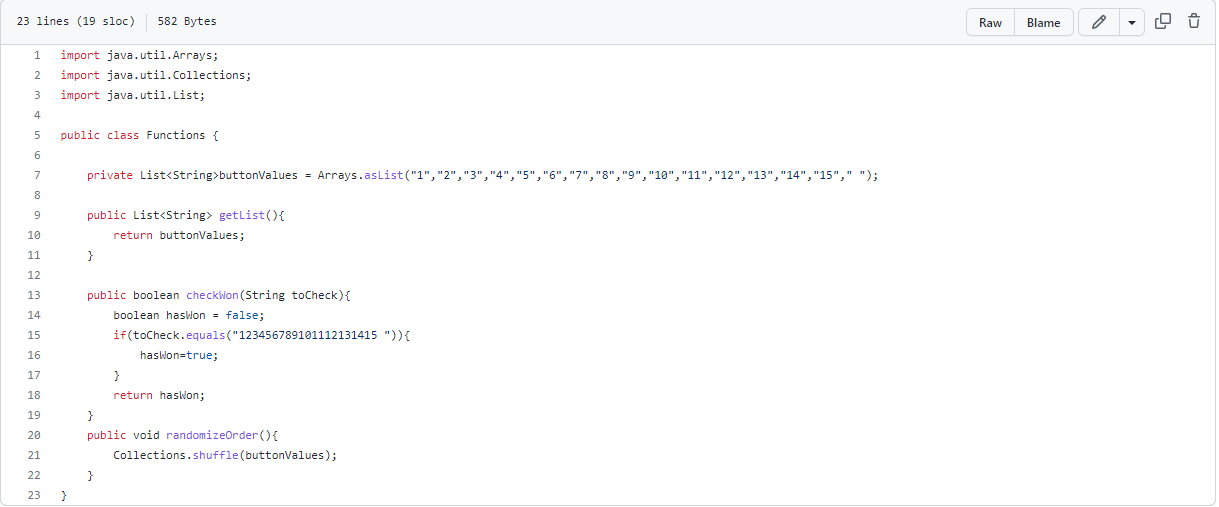 23 lines (19 sloc) 582 Bytes Raw Blame
1 import java.util.Arrays;
2 import java.util.Collections;
3 import java.util.List;
4
5 public class Functions {
6
7     private List<String>buttonValues = Arrays.asList("1","2","3","4","5","6","7","8","9","10","11","12","13","14","15"," ");
8
9     public List<String> getList(){
10         return buttonValues;
11     }
12
13     public boolean checkWon(String toCheck){
14         boolean hasWon = false;
15         if(toCheck.equals("123456789101112131415 ")){
16             hasWon=true;
17         }
18         return hasWon;
19     }
20     public void randomizeOrder(){
21         Collections.shuffle(buttonValues);
22     }
23 }